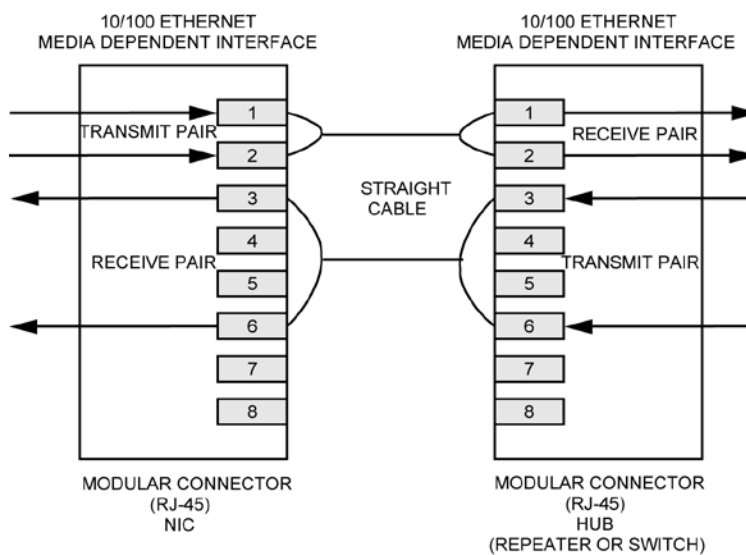 10/100 ETHERNET
MEDIA DEPENDENT INTERFACE
10/100 ETHERNET
MEDIA DEPENDENT INTERFACE
1
TRANSMIT PAIR
2
3
4
RECEIVE PAIR
5
6
7
8
STRAIGHT
CABLE
1
RECEIVE PAIR
2
3
4
TRANSMIT PAIR
5
6
7
8
MODULAR CONNECTOR
(RJ-45)
NIC
MODULAR CONNECTOR
(RJ-45)
HUB
(REPEATER OR SWITCH)